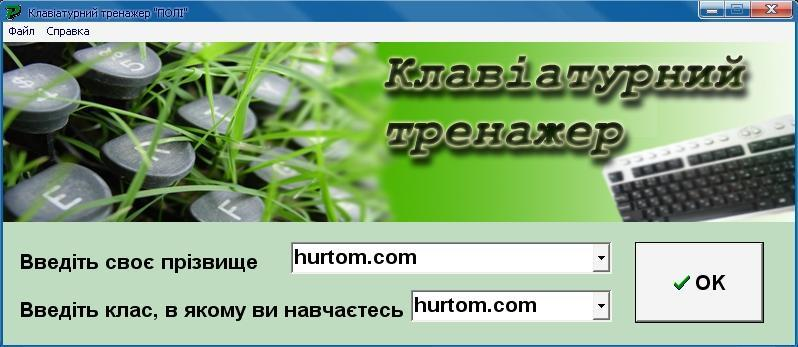 Клавіатурний тренажер "ПОЛІ"
Файл Справка
Клавіатурний
тренажер
Введіть своє прізвище hurtom.com
OK
Введіть клас, в якому ви навчаєтесь hurtom.com